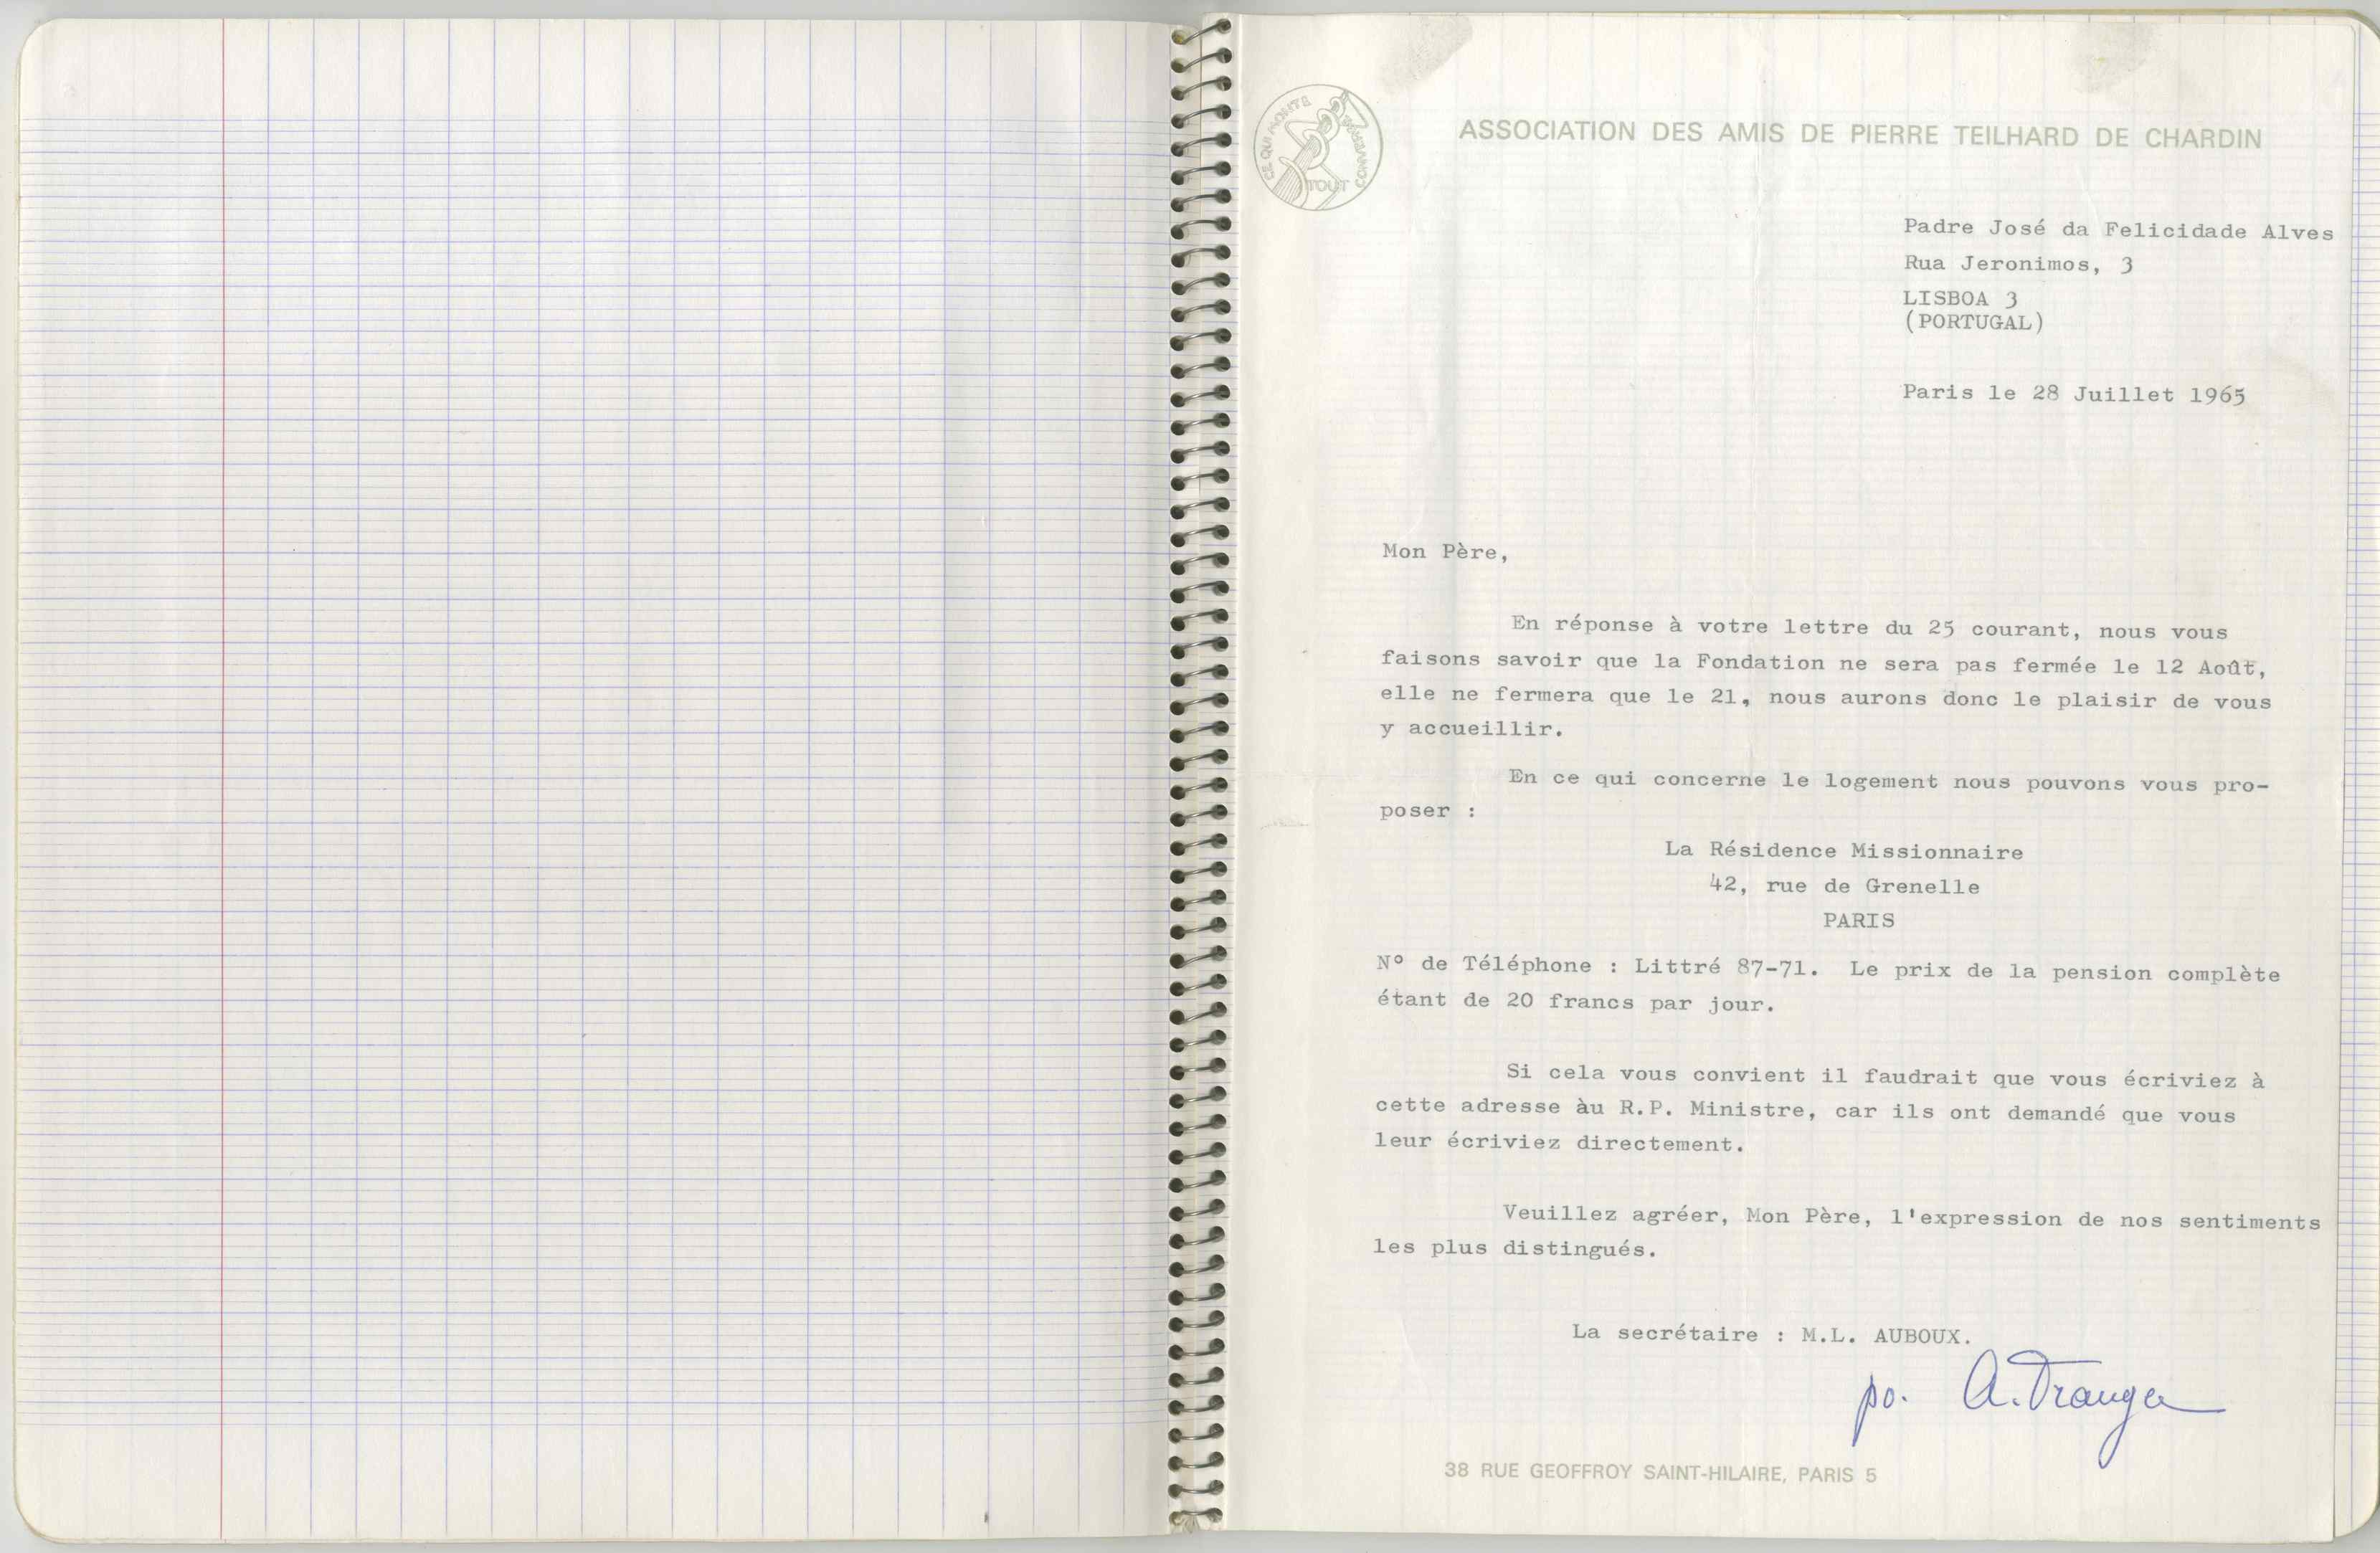 CE QUI MONTE
TOUT
CONVERGE
ASSOCIATION DES AMIS DE PIERRE TEILHARD DE CHARDIN
Padre José da Felicidade Alves
Rua Jeronimos, 3
LISBOA 3
(PORTUGAL)
Paris le 28 Juillet 1965
Mon Père,
En réponse à votre lettre du 25 courant, nous vous
faisons savoir que la Fondation ne sera pas fermée le 12 Août,
elle ne fermera que le 21, nous aurons donc le plaisir de vous
y accueillir.
En ce qui concerne le logement nous pouvons vous pro-
poser :
La Résidence Missionnaire
42, rue de Grenelle
PARIS
N° de Téléphone : Littré 87-71. Le prix de la pension complète
étant de 20 francs par jour.
Si cela vous convient il faudrait que vous écriviez à
cette adresse àu R.P. Ministre, car ils ont demandé que vous
leur écriviez directement.
Veuillez agréer, Mon Père, l'expression de nos sentiments
les plus distingués.
La secrétaire : M.L. AUBOUX.
po. A.
38 RUE GEOFFROY SAINT-HILAIRE, PARIS 5